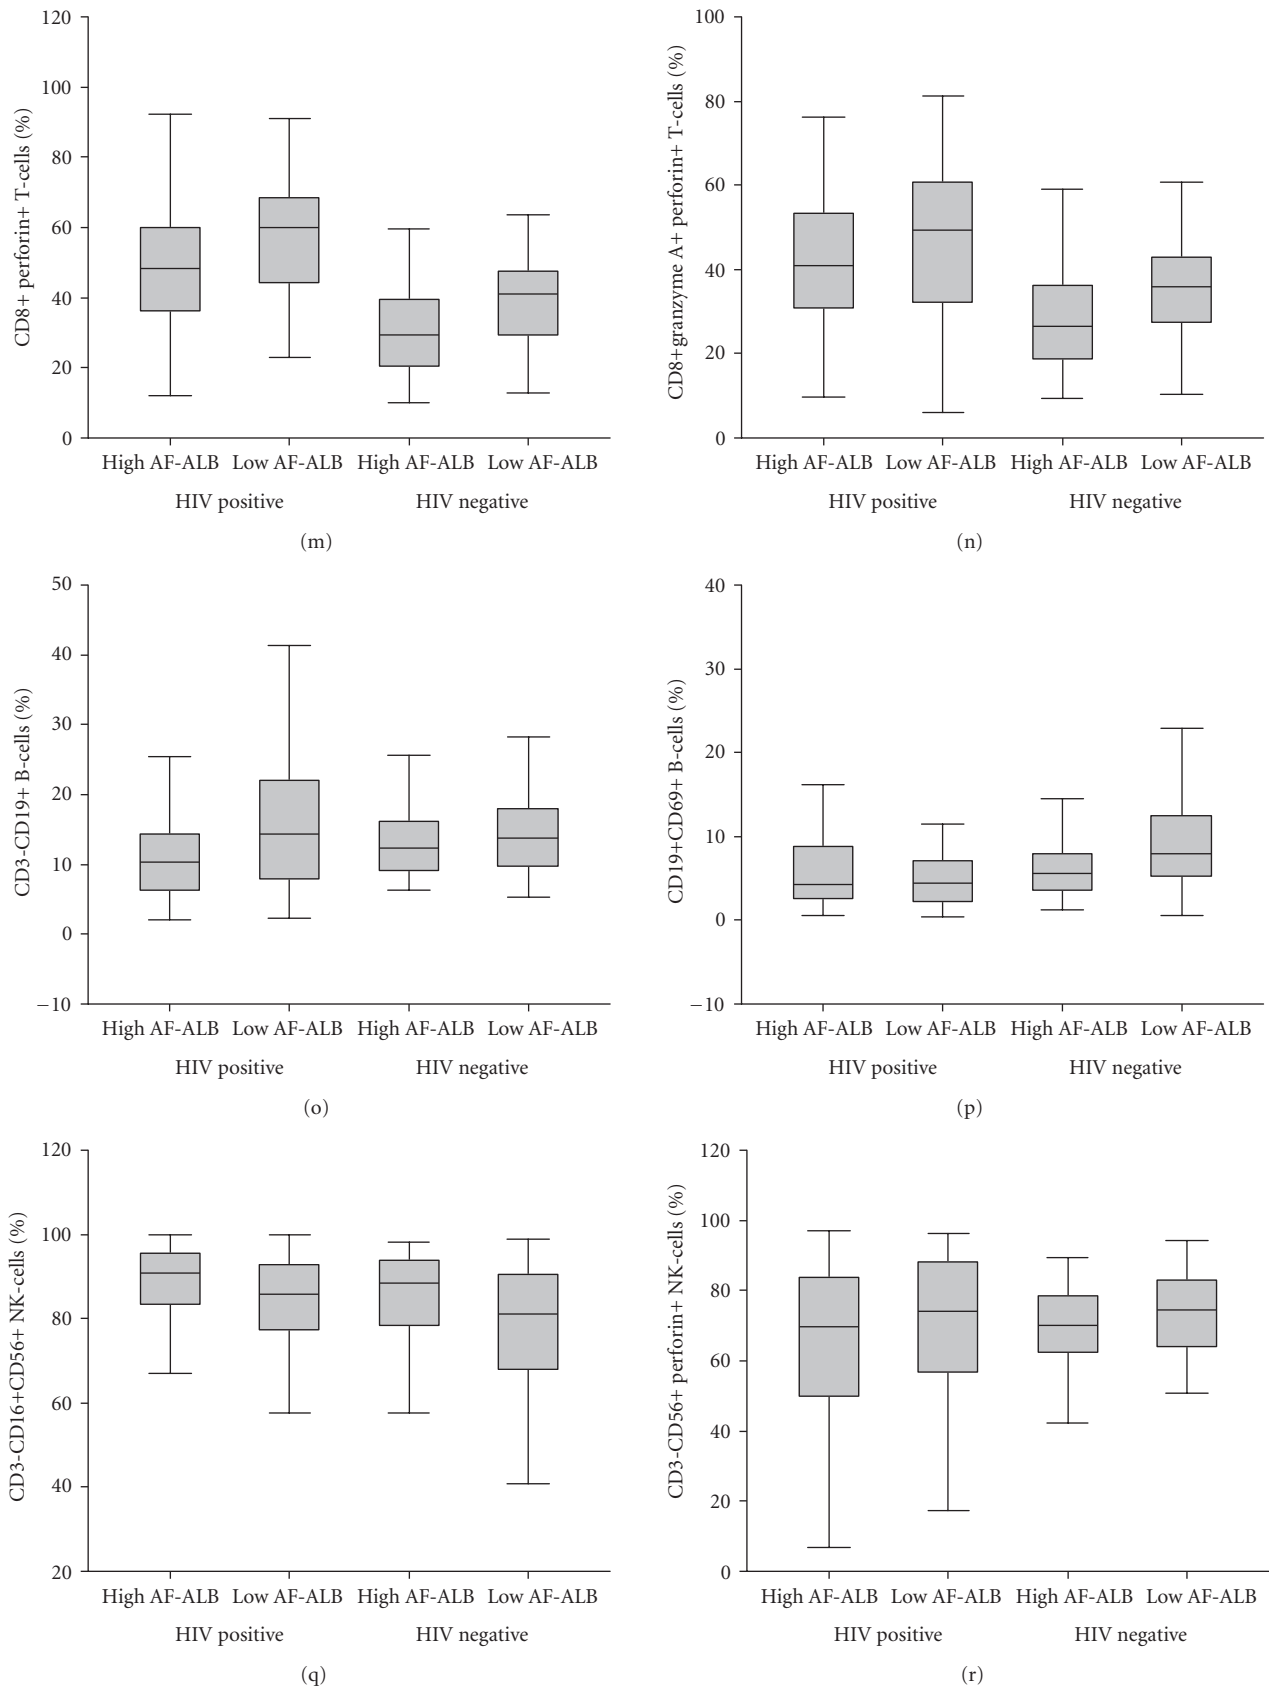 CD8+ perforin+ T-cells (%)
120
100
80
60
40
20
0
High AF-ALB Low AF-ALB High AF-ALB Low AF-ALB
HIV positive HIV negative
(m)
CD8+granzyme A+ perforin+ T-cells (%)
100
80
60
40
20
0
High AF-ALB Low AF-ALB High AF-ALB Low AF-ALB
HIV positive HIV negative
(n)
CD3-CD19+ B-cells (%)
50
40
30
20
10
0
−10
High AF-ALB Low AF-ALB High AF-ALB Low AF-ALB
HIV positive HIV negative
(o)
CD19+CD69+ B-cells (%)
40
30
20
10
0
−10
High AF-ALB Low AF-ALB High AF-ALB Low AF-ALB
HIV positive HIV negative
(p)
CD3-CD16+CD56+ NK-cells (%)
120
100
80
60
40
20
High AF-ALB Low AF-ALB High AF-ALB Low AF-ALB
HIV positive HIV negative
(q)
CD3-CD56+ perforin+ NK-cells (%)
120
100
80
60
40
20
0
High AF-ALB Low AF-ALB High AF-ALB Low AF-ALB
HIV positive HIV negative
(r)